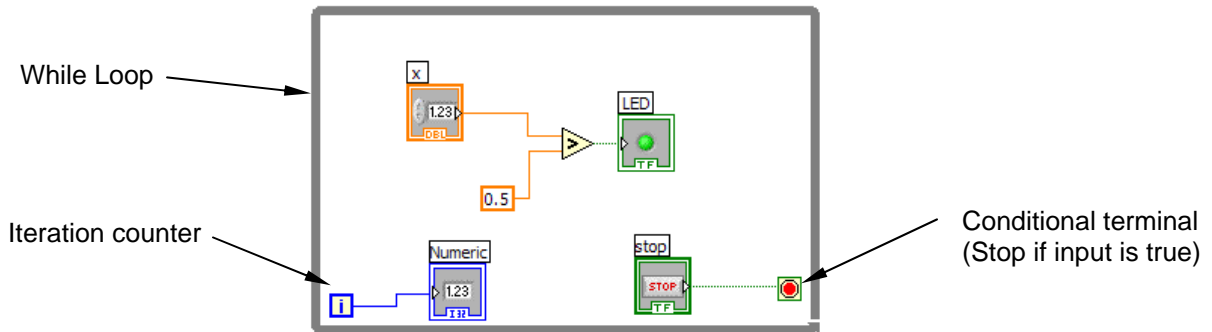 While Loop
x
1.23
DBL
LED
TF
>
0.5
Iteration counter
Numeric
1.23
I32
i
stop
STOP
TF
Conditional terminal
(Stop if input is true)